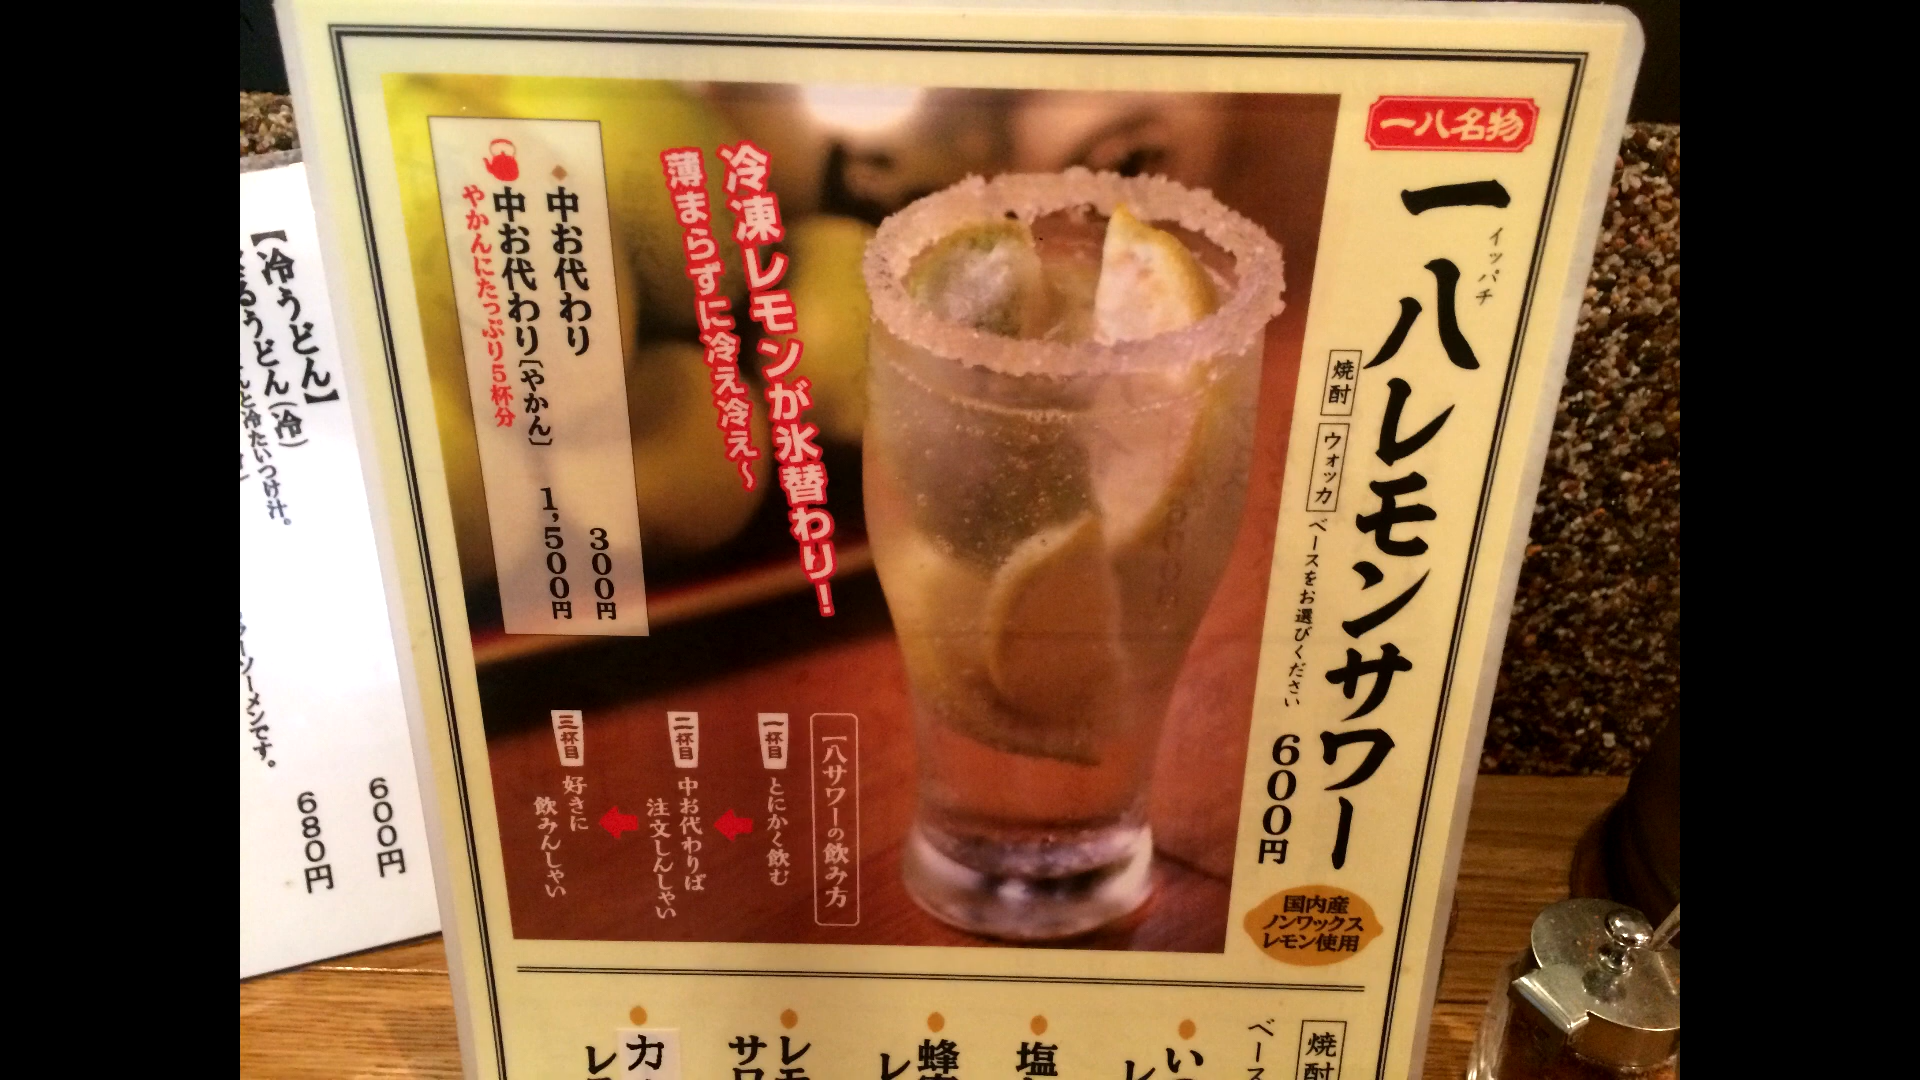 一八名物
一八レモンサワー
イッパチ
焼酎
ウォッカ
ベースをお選びください
600円
国内産
ノンワックス
レモン使用
冷凍レモンが氷替わり!
薄まらずに冷え冷え〜
中お代わり 300円
中お代わり[やかん] 1,500円
やかんにたっぷり5杯分
一八サワーの飲み方
一杯目
とにかく飲む
二杯目
中お代わりば
注文しんしゃい
三杯目
好きに
飲みんしゃい
焼酎
ベース
塩
レモ
サワ
【冷うどん】
るうどん(冷) 600円
と冷たいつけ汁。
680円
ソーメンです。